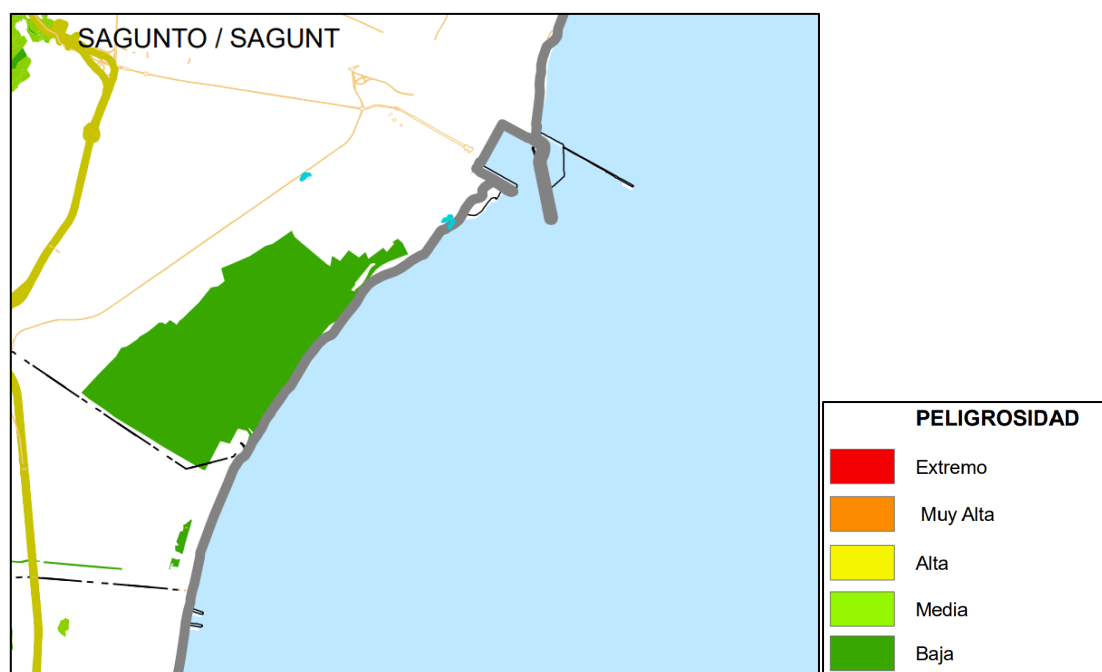 SAGUNTO / SAGUNT
PELIGROSIDAD
Extremo
Muy Alta
Alta
Media
Baja